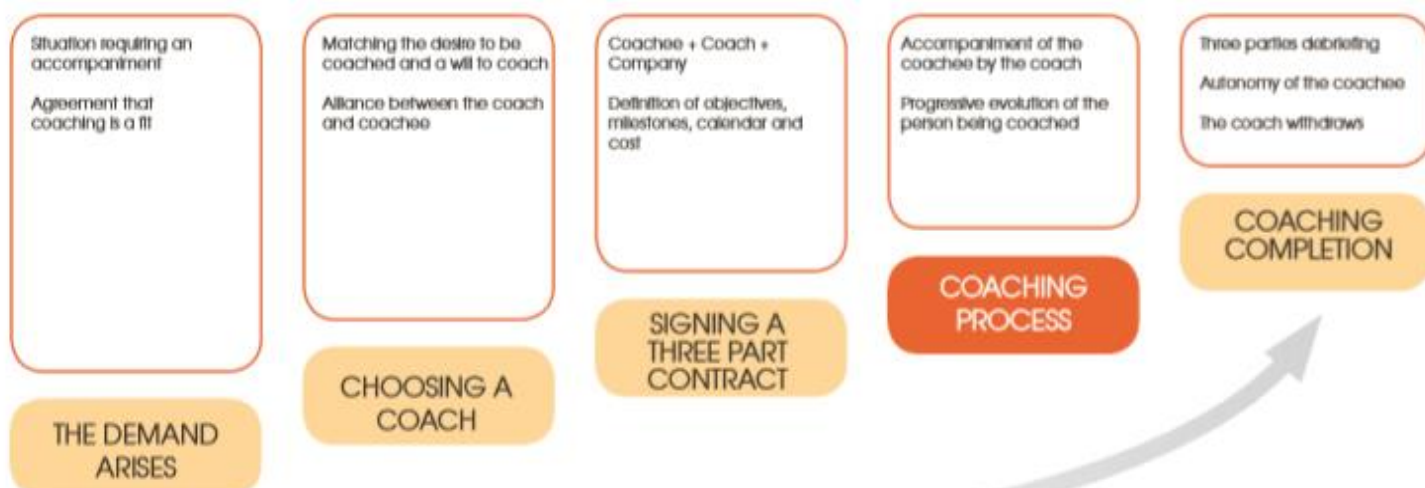 Situation requiring an
accompaniment
Agreement that
coaching is a fit
THE DEMAND
ARISES
Matching the desire to be
coached and a will to coach
Alliance between the coach
and coachee
CHOOSING A
COACH
Coachee + Coach +
Company
Definition of objectives,
milestones, calendar and
cost
SIGNING A
THREE PART
CONTRACT
Accompaniment of the
coachee by the coach
Progressive evolution of the
person being coached
COACHING
PROCESS
Three parties debriefing
Autonomy of the coachee
The coach withdraws
COACHING
COMPLETION